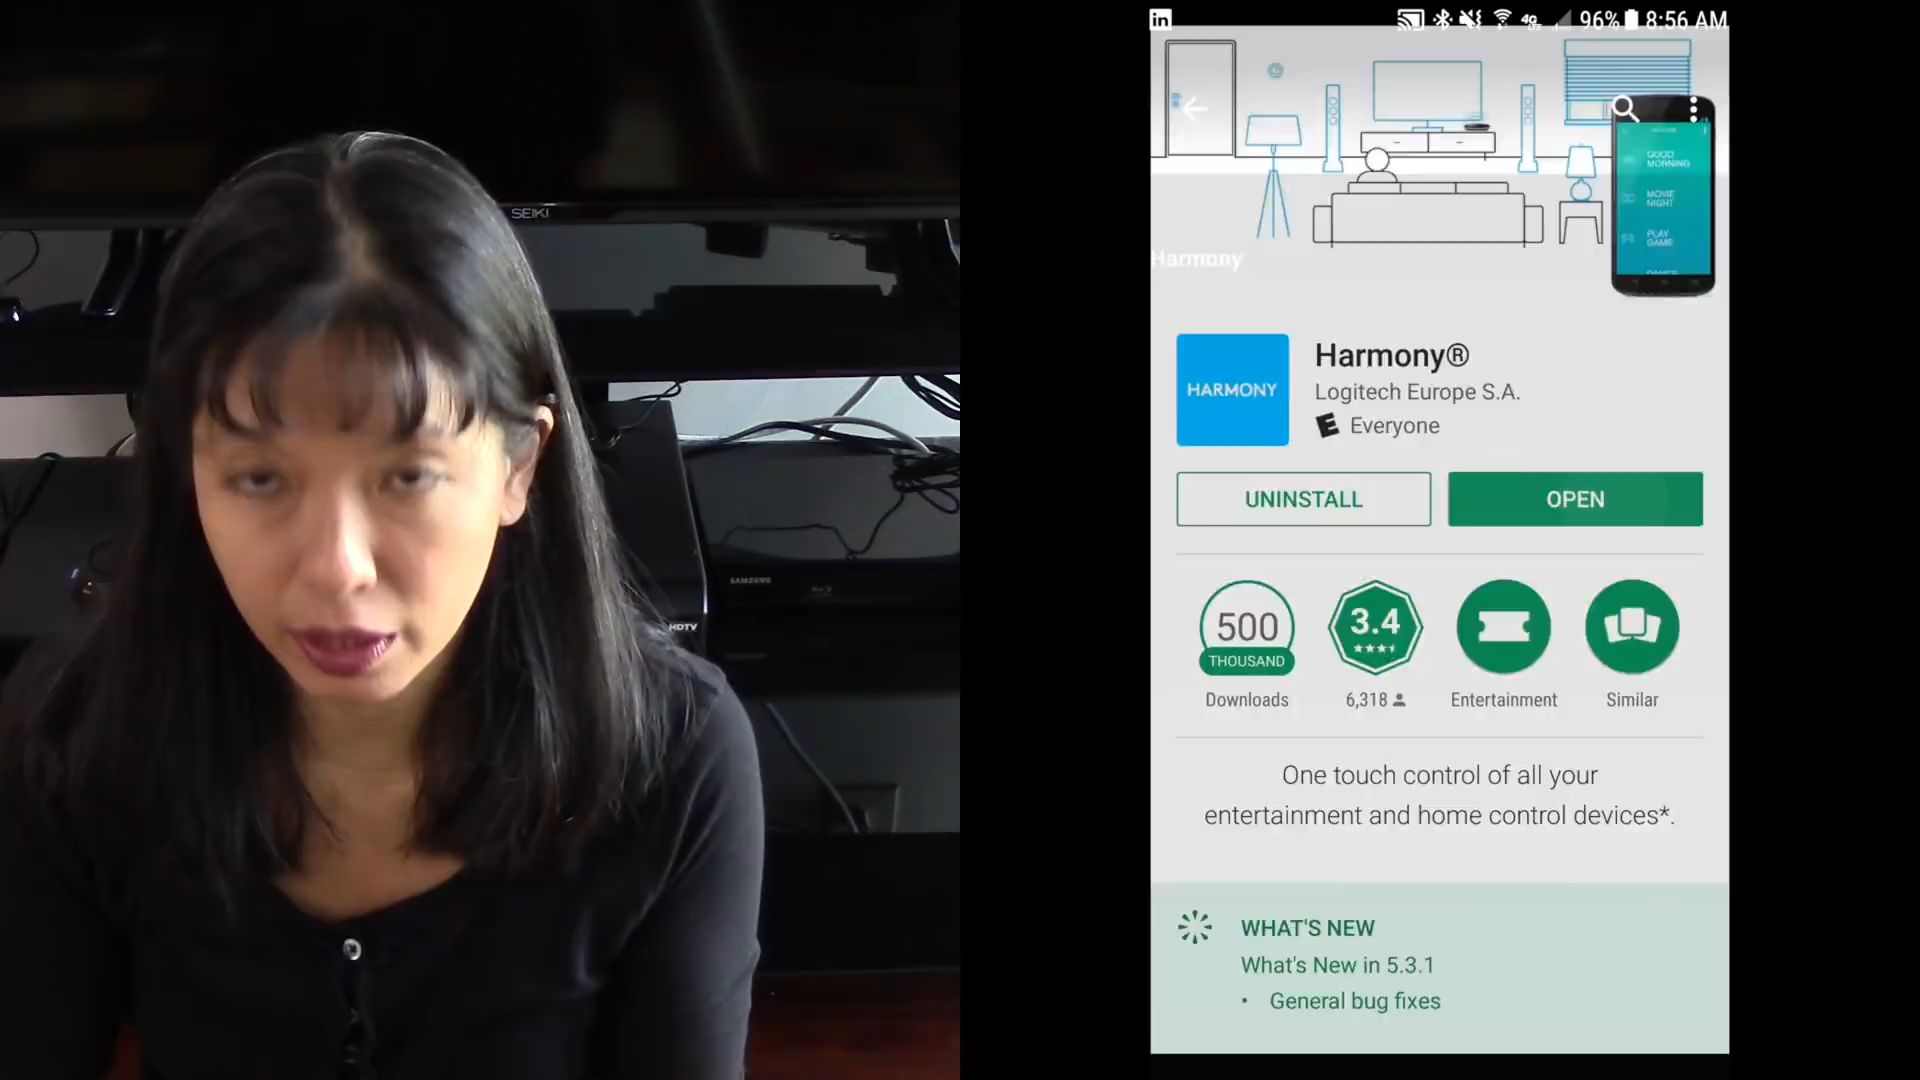 SEIKI
SAMSUNG
HDTV
96% 8:56 AM
GOOD
MORNING
MOVIE
NIGHT
PLAY
GAME
Harmony
HARMONY
Harmony®
Logitech Europe S.A.
Everyone
UNINSTALL
OPEN
500
THOUSAND
Downloads
3.4
6,318
Entertainment
Similar
One touch control of all your
entertainment and home control devices*.
WHAT'S NEW
What's New in 5.3.1
• General bug fixes